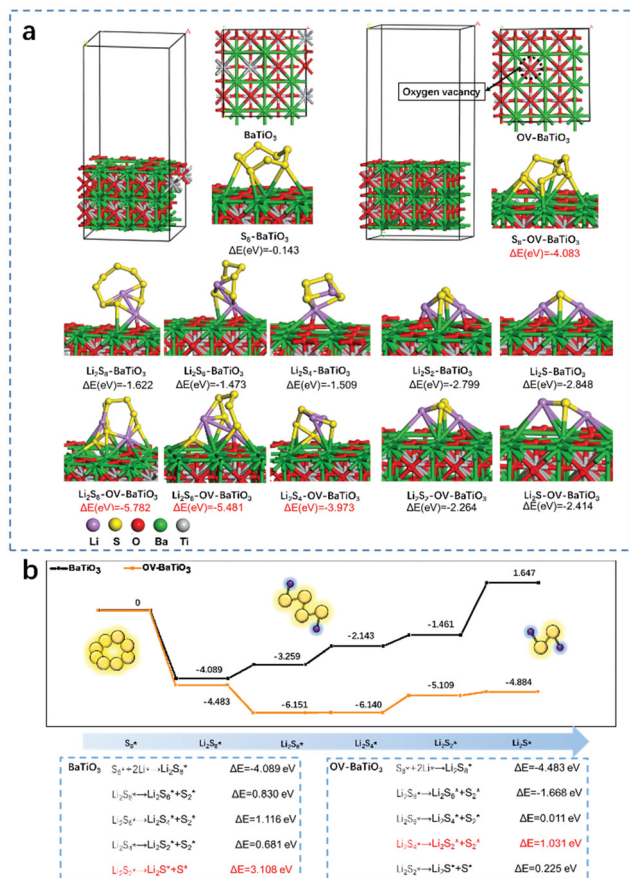 a
Oxygen vacancy
BaTiO₃
OV-BaTiO₃
S₈-BaTiO₃
ΔE(eV)=-0.143
S₈-OV-BaTiO₃
ΔE(eV)=-4.083
Li₂S₈-BaTiO₃ Li₂S₆-BaTiO₃ Li₂S₄-BaTiO₃ Li₂S₂-BaTiO₃ Li₂S-BaTiO₃
ΔE(eV)=-1.622 ΔE(eV)=-1.473 ΔE(eV)=-1.509 ΔE(eV)=-2.799 ΔE(eV)=-2.848
Li₂S₈-OV-BaTiO₃ Li₂S₆-OV-BaTiO₃ Li₂S₄-OV-BaTiO₃ Li₂S₂-OV-BaTiO₃ Li₂S-OV-BaTiO₃
ΔE(eV)=-5.782 ΔE(eV)=-5.481 ΔE(eV)=-3.973 ΔE(eV)=-2.264 ΔE(eV)=-2.414
Li S O Ba Ti
b
BaTiO₃ OV-BaTiO₃
0
1.647
-1.461
-2.143
-3.259
-4.089
-4.483
-6.151
-6.140
-5.109
-4.884
S₈* Li₂S₈* Li₂S₆* Li₂S₄* Li₂S₂* Li₂S*
BaTiO₃ S₈*+2Li*→Li₂S₈* ΔE=-4.089 eV
Li₂S₈*→Li₂S₆*+S₂* ΔE=0.830 eV
Li₂S₆*→Li₂S₄*+S₂* ΔE=1.116 eV
Li₂S₄*→Li₂S₂*+S₂* ΔE=0.681 eV
Li₂S₂*→Li₂S*+S* ΔE=3.108 eV
OV-BaTiO₃ S₈*+2Li*→Li₂S₈* ΔE=-4.483 eV
Li₂S₈*→Li₂S₆*+S₂* ΔE=-1.668 eV
Li₂S₆*→Li₂S₄*+S₂* ΔE=0.011 eV
Li₂S₄*→Li₂S₂*+S₂* ΔE=1.031 eV
Li₂S₂*→Li₂S*+S* ΔE=0.225 eV